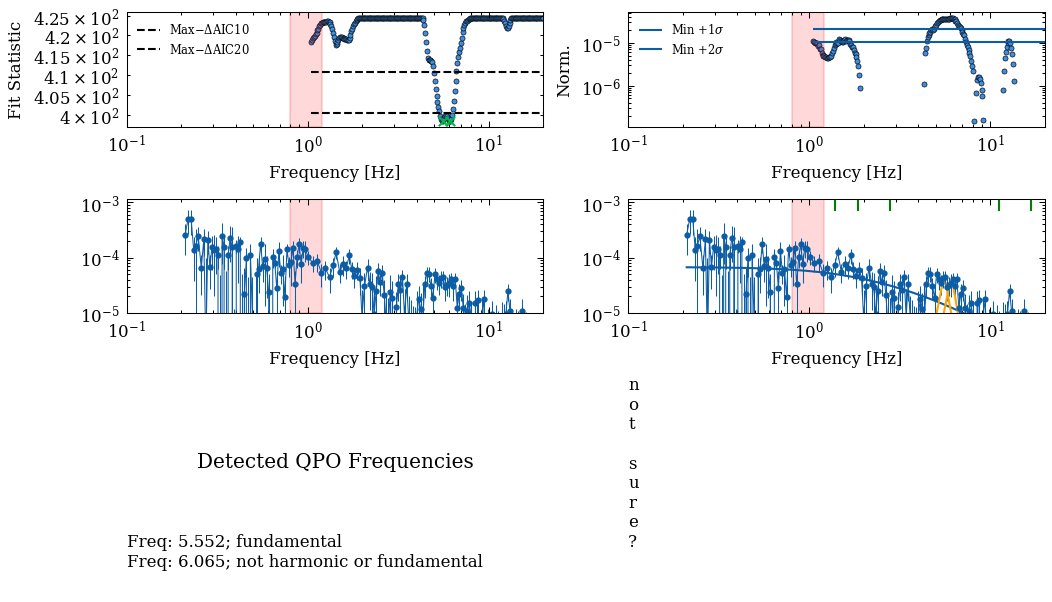 4.25 × 10²
4.2 × 10²
4.15 × 10²
4.1 × 10²
4.05 × 10²
4 × 10²
Fit Statistic
Max−ΔAIC10
Max−ΔAIC20
10⁻¹ 10⁰ 10¹
Frequency [Hz]
10⁻⁵
10⁻⁶
Norm.
Min +1σ
Min +2σ
10⁻¹ 10⁰ 10¹
Frequency [Hz]
10⁻³
10⁻⁴
10⁻⁵
10⁻¹ 10⁰ 10¹
Frequency [Hz]
10⁻³
10⁻⁴
10⁻⁵
10⁻¹ 10⁰ 10¹
Frequency [Hz]
Detected QPO Frequencies
Freq: 5.552; fundamental
Freq: 6.065; not harmonic or fundamental
n
o
t
s
u
r
e
?